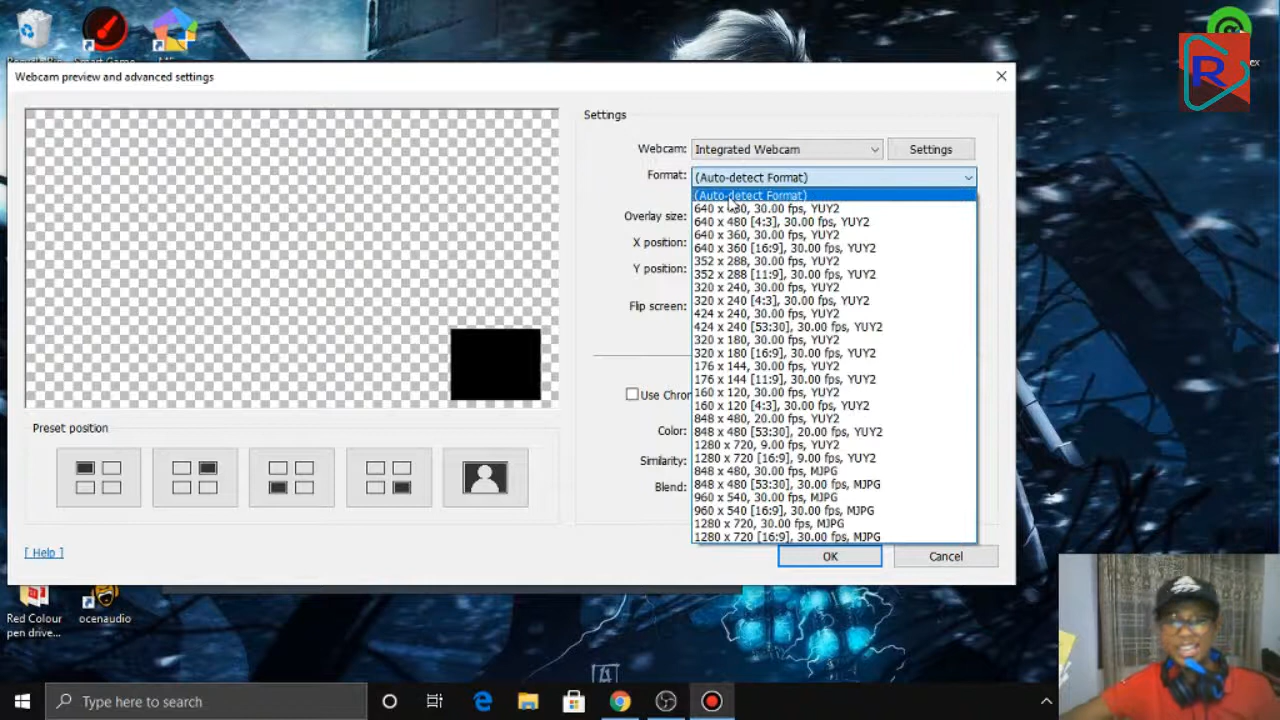 Webcam preview and advanced settings
Settings
Webcam:
Integrated Webcam
Settings
Format:
(Auto-detect Format)
(Auto-detect Format)
640 x 480, 30.00 fps, YUY2
640 x 480 [4:3], 30.00 fps, YUY2
640 x 360, 30.00 fps, YUY2
640 x 360 [16:9], 30.00 fps, YUY2
352 x 288, 30.00 fps, YUY2
352 x 288 [11:9], 30.00 fps, YUY2
320 x 240, 30.00 fps, YUY2
320 x 240 [4:3], 30.00 fps, YUY2
424 x 240, 30.00 fps, YUY2
424 x 240 [53:30], 30.00 fps, YUY2
320 x 180, 30.00 fps, YUY2
320 x 180 [16:9], 30.00 fps, YUY2
176 x 144, 30.00 fps, YUY2
176 x 144 [11:9], 30.00 fps, YUY2
160 x 120, 30.00 fps, YUY2
160 x 120 [4:3], 30.00 fps, YUY2
848 x 480, 20.00 fps, YUY2
848 x 480 [53:30], 20.00 fps, YUY2
1280 x 720, 9.00 fps, YUY2
1280 x 720 [16:9], 9.00 fps, YUY2
848 x 480, 30.00 fps, MJPG
848 x 480 [53:30], 30.00 fps, MJPG
960 x 540, 30.00 fps, MJPG
960 x 540 [16:9], 30.00 fps, MJPG
1280 x 720, 30.00 fps, MJPG
1280 x 720 [16:9], 30.00 fps, MJPG
Overlay size:
X position:
Y position:
Flip screen:
Use Chror
Color:
Similarity:
Blend:
Preset position
[ Help ]
OK
Cancel
R
ex
Red Colour
pen drive...
ocenaudio
Type here to search